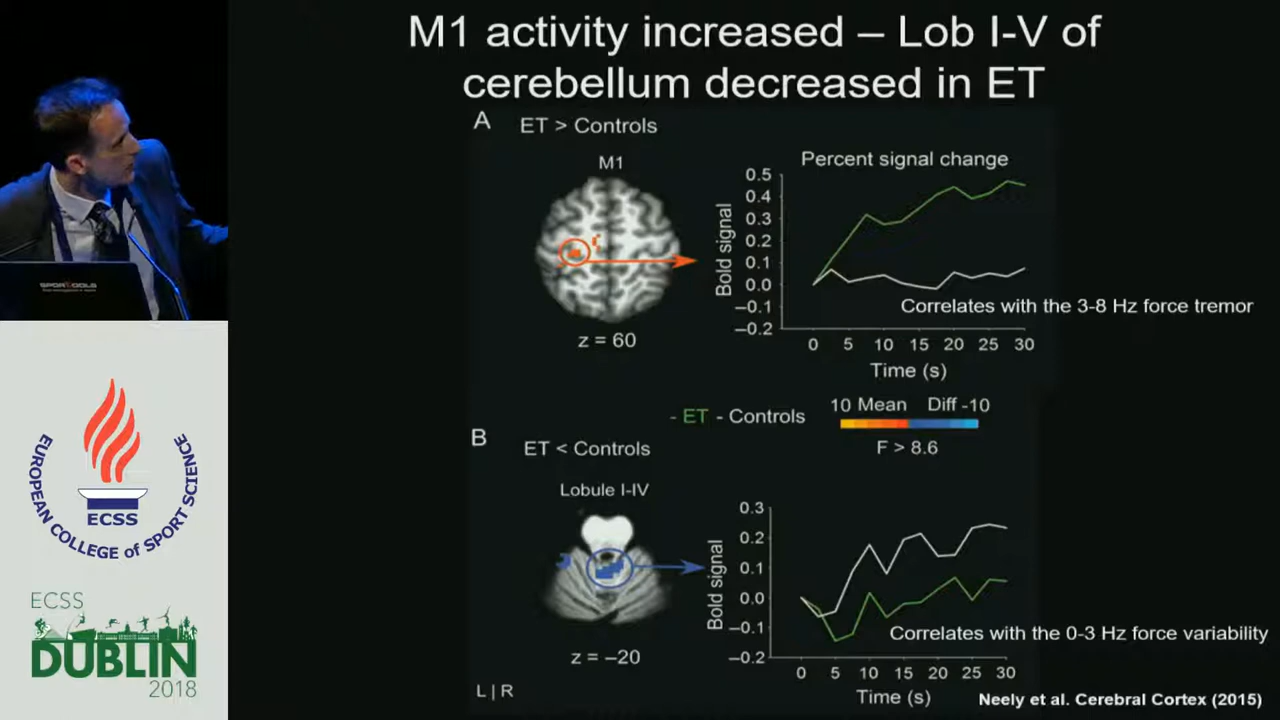 M1 activity increased – Lob I-V of
cerebellum decreased in ET
A
ET > Controls
M1
z = 60
Percent signal change
Bold signal
0.5
0.4
0.3
0.2
0.1
0.0
–0.1
–0.2
0 5 10 15 20 25 30
Time (s)
Correlates with the 3-8 Hz force tremor
- ET - Controls
10 Mean Diff -10
F > 8.6
B
ET < Controls
Lobule I-IV
z = –20
L | R
Bold signal
0.3
0.2
0.1
0.0
–0.1
–0.2
0 5 10 15 20 25 30
Time (s)
Correlates with the 0-3 Hz force variability
Neely et al. Cerebral Cortex (2015)
EUROPEAN COLLEGE of SPORT SCIENCE
ECSS
ECSS
DUBLIN
2018